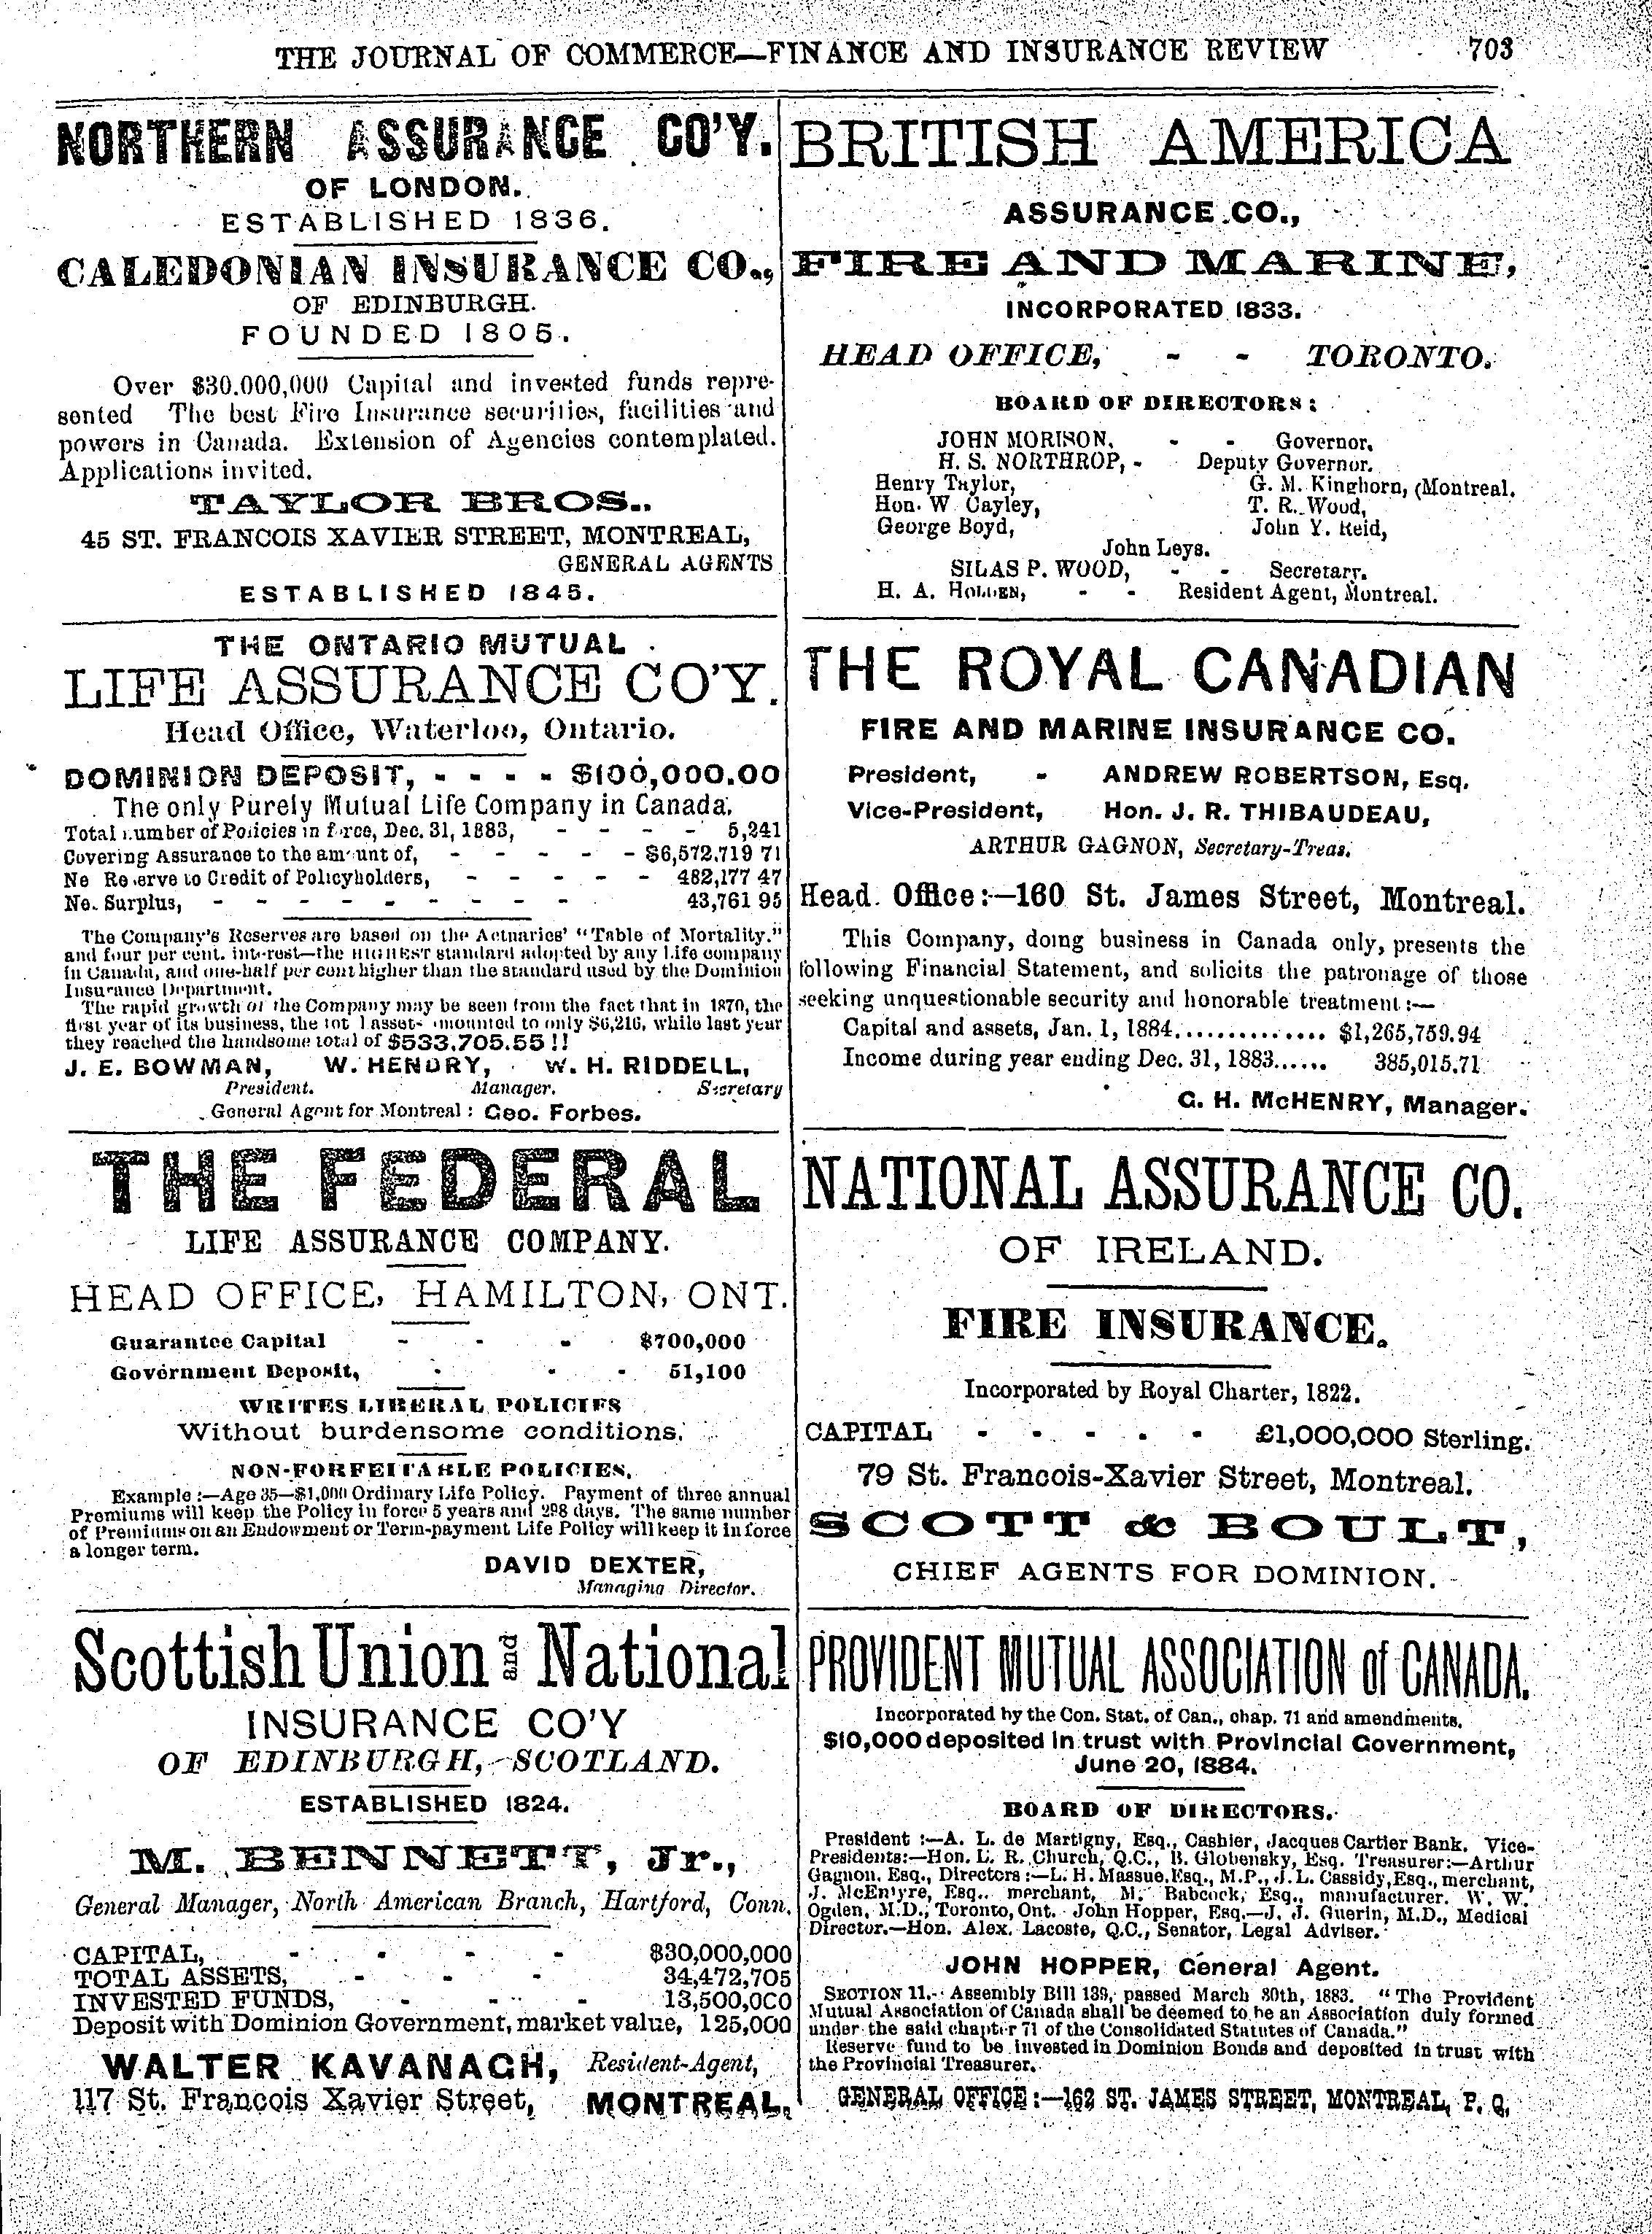 THE JOURNAL OF COMMERCE—FINANCE AND INSURANCE REVIEW 703
NORTHERN ASSURANCE CO'Y.
OF LONDON.
ESTABLISHED 1836.
CALEDONIAN INSURANCE CO.,
OF EDINBURGH.
FOUNDED 1805.
Over $30.000,000 Capital and invested funds repre-
sented The best Fire Insurance securities, facilities and
powers in Canada. Extension of Agencies contemplated.
Applications invited.
TAYLOR BROS.,
45 ST. FRANCOIS XAVIER STREET, MONTREAL,
GENERAL AGENTS
ESTABLISHED 1845.
THE ONTARIO MUTUAL
LIFE ASSURANCE CO'Y.
Head Office, Waterloo, Ontario.
DOMINION DEPOSIT, - - - - $100,000.00
The only Purely Mutual Life Company in Canada.
Total number of Policies in force, Dec. 31, 1883, - - - - 5,241
Covering Assurance to the amount of, - - - - - $6,572.719 71
Ne Reserve to Credit of Policyholders, - - - - - 482,177 47
Ne. Surplus, - - - - - - - - - 43,761 95
The Company's Reserves are based on the Actuaries' "Table of Mortality."
and four per cent. interest—the HIGHEST standard adopted by any Life company
in Canada, and one-half per cent higher than the standard used by the Dominion
Insurance Department.
The rapid growth of the Company may be seen from the fact that in 1870, the
first year of its business, the total assets amounted to only $6,216, while last year
they reached the handsome total of $533,705.55 !!
J. E. BOWMAN, W. HENDRY, W. H. RIDDELL,
President. Manager. Secretary
General Agent for Montreal : Geo. Forbes.
THE FEDERAL
LIFE ASSURANCE COMPANY.
HEAD OFFICE, HAMILTON, ONT.
Guarantee Capital - - - $700,000
Government Deposit, - - - 51,100
WRITES LIBERAL POLICIES
Without burdensome conditions.
NON-FORFEITABLE POLICIES.
Example :—Age 35—$1,000 Ordinary Life Policy. Payment of three annual
Premiums will keep the Policy in force 5 years and 298 days. The same number
of Premiums on an Endowment or Term-payment Life Policy will keep it in force
a longer term.
DAVID DEXTER,
Managing Director.
Scottish Union and National
INSURANCE CO'Y
OF EDINBURGH, SCOTLAND.
ESTABLISHED 1824.
M. BENNETT, Jr.,
General Manager, North American Branch, Hartford, Conn.
CAPITAL, - - - - $30,000,000
TOTAL ASSETS, - - - 34,472,705
INVESTED FUNDS, - - - 13,500,000
Deposit with Dominion Government, market value, 125,000
WALTER KAVANAGH, Resident-Agent,
117 St. Francois Xavier Street, MONTREAL.
BRITISH AMERICA
ASSURANCE CO.,
FIRE AND MARINE,
INCORPORATED 1833.
HEAD OFFICE, - - TORONTO.
BOARD OF DIRECTORS :
JOHN MORISON, - - Governor.
H. S. NORTHROP, - Deputy Governor.
Henry Taylor, G. M. Kinghorn, (Montreal.
Hon. W. Cayley, T. R. Wood,
George Boyd, John Y. Reid,
John Leys.
SILAS P. WOOD, - - Secretary.
H. A. HOLDEN, - - Resident Agent, Montreal.
THE ROYAL CANADIAN
FIRE AND MARINE INSURANCE CO.
President, - ANDREW ROBERTSON, Esq.
Vice-President, Hon. J. R. THIBAUDEAU,
ARTHUR GAGNON, Secretary-Treas.
Head Office:—160 St. James Street, Montreal.
This Company, doing business in Canada only, presents the
following Financial Statement, and solicits the patronage of those
seeking unquestionable security and honorable treatment :—
Capital and assets, Jan. 1, 1884.............. $1,265,759.94
Income during year ending Dec. 31, 1883...... 385,015.71
G. H. McHENRY, Manager.
NATIONAL ASSURANCE CO.
OF IRELAND.
FIRE INSURANCE.
Incorporated by Royal Charter, 1822.
CAPITAL - - - - - £1,000,000 Sterling.
79 St. Francois-Xavier Street, Montreal.
SCOTT & BOULT,
CHIEF AGENTS FOR DOMINION.
PROVIDENT MUTUAL ASSOCIATION of CANADA.
Incorporated by the Con. Stat. of Can., chap. 71 and amendments.
$10,000 deposited in trust with Provincial Government,
June 20, 1884.
BOARD OF DIRECTORS.
President :—A. L. de Martigny, Esq., Cashier, Jacques Cartier Bank. Vice-
Presidents:—Hon. L. R. Church, Q.C., B. Globensky, Esq. Treasurer:—Arthur
Gagnon. Esq., Directors :—L. H. Massue, Esq., M.P., J. L. Cassidy, Esq., merchant,
J. McEntyre, Esq.. merchant, M. Babcock, Esq., manufacturer. W. W.
Ogden, M.D., Toronto, Ont. John Hopper, Esq.—J. J. Guerin, M.D., Medical
Director.—Hon. Alex. Lacoste, Q.C., Senator, Legal Adviser.
JOHN HOPPER, General Agent.
SECTION 11.- Assembly Bill 139, passed March 30th, 1883. "The Provident
Mutual Association of Canada shall be deemed to be an Association duly formed
under the said chapter 71 of the Consolidated Statutes of Canada."
Reserve fund to be invested in Dominion Bonds and deposited in trust with
the Provincial Treasurer.
GENERAL OFFICE :—162 ST. JAMES STREET, MONTREAL, P. Q.